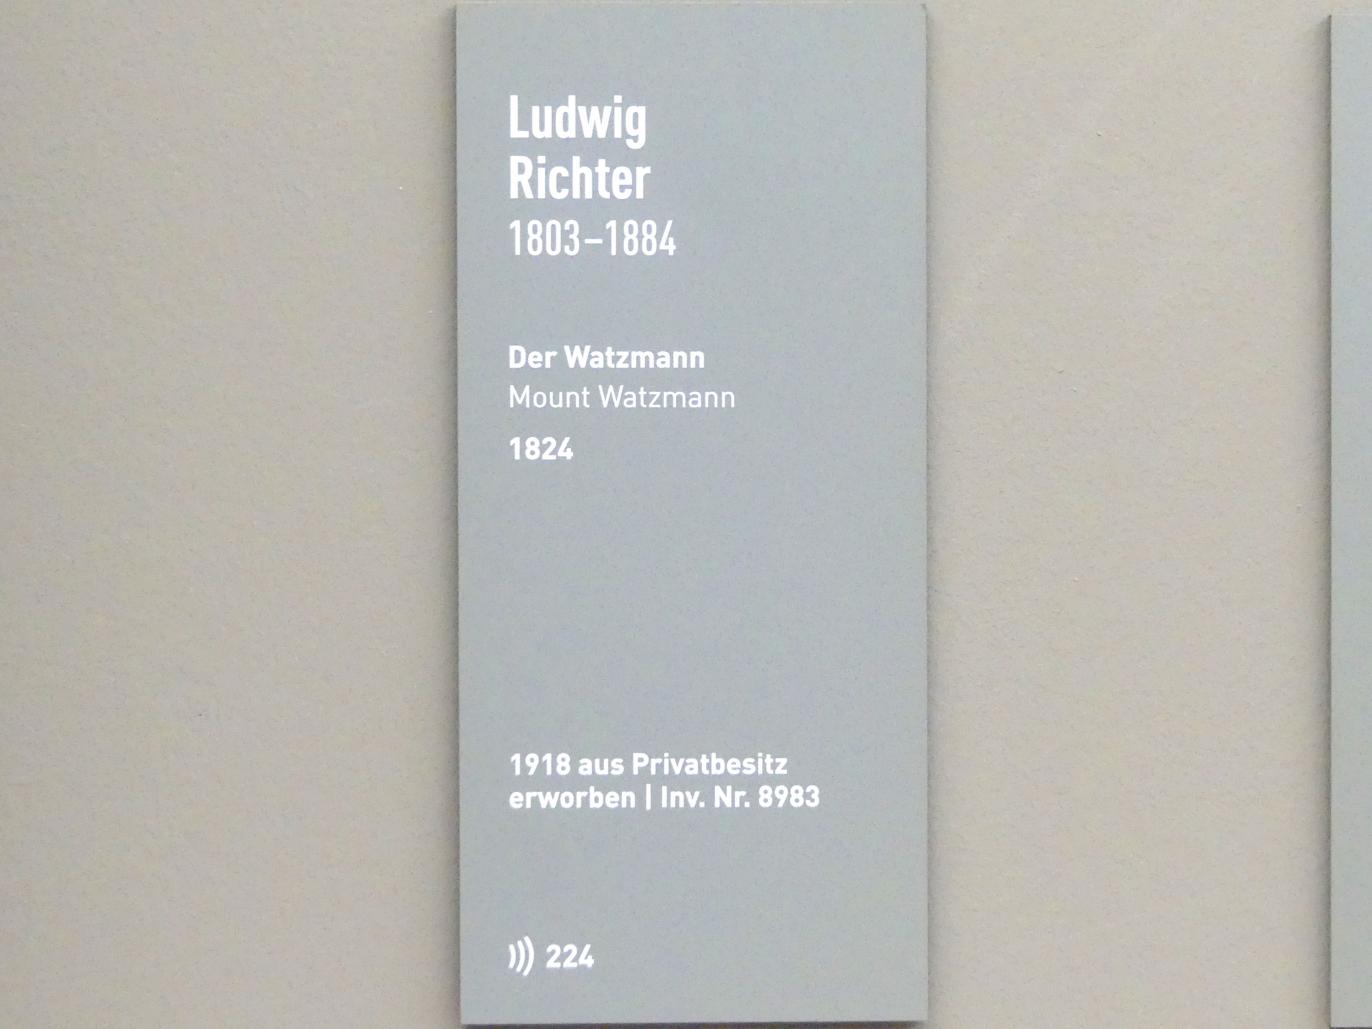 Ludwig
Richter
1803–1884
Der Watzmann
Mount Watzmann
1824
1918 aus Privatbesitz
erworben | Inv. Nr. 8983
224